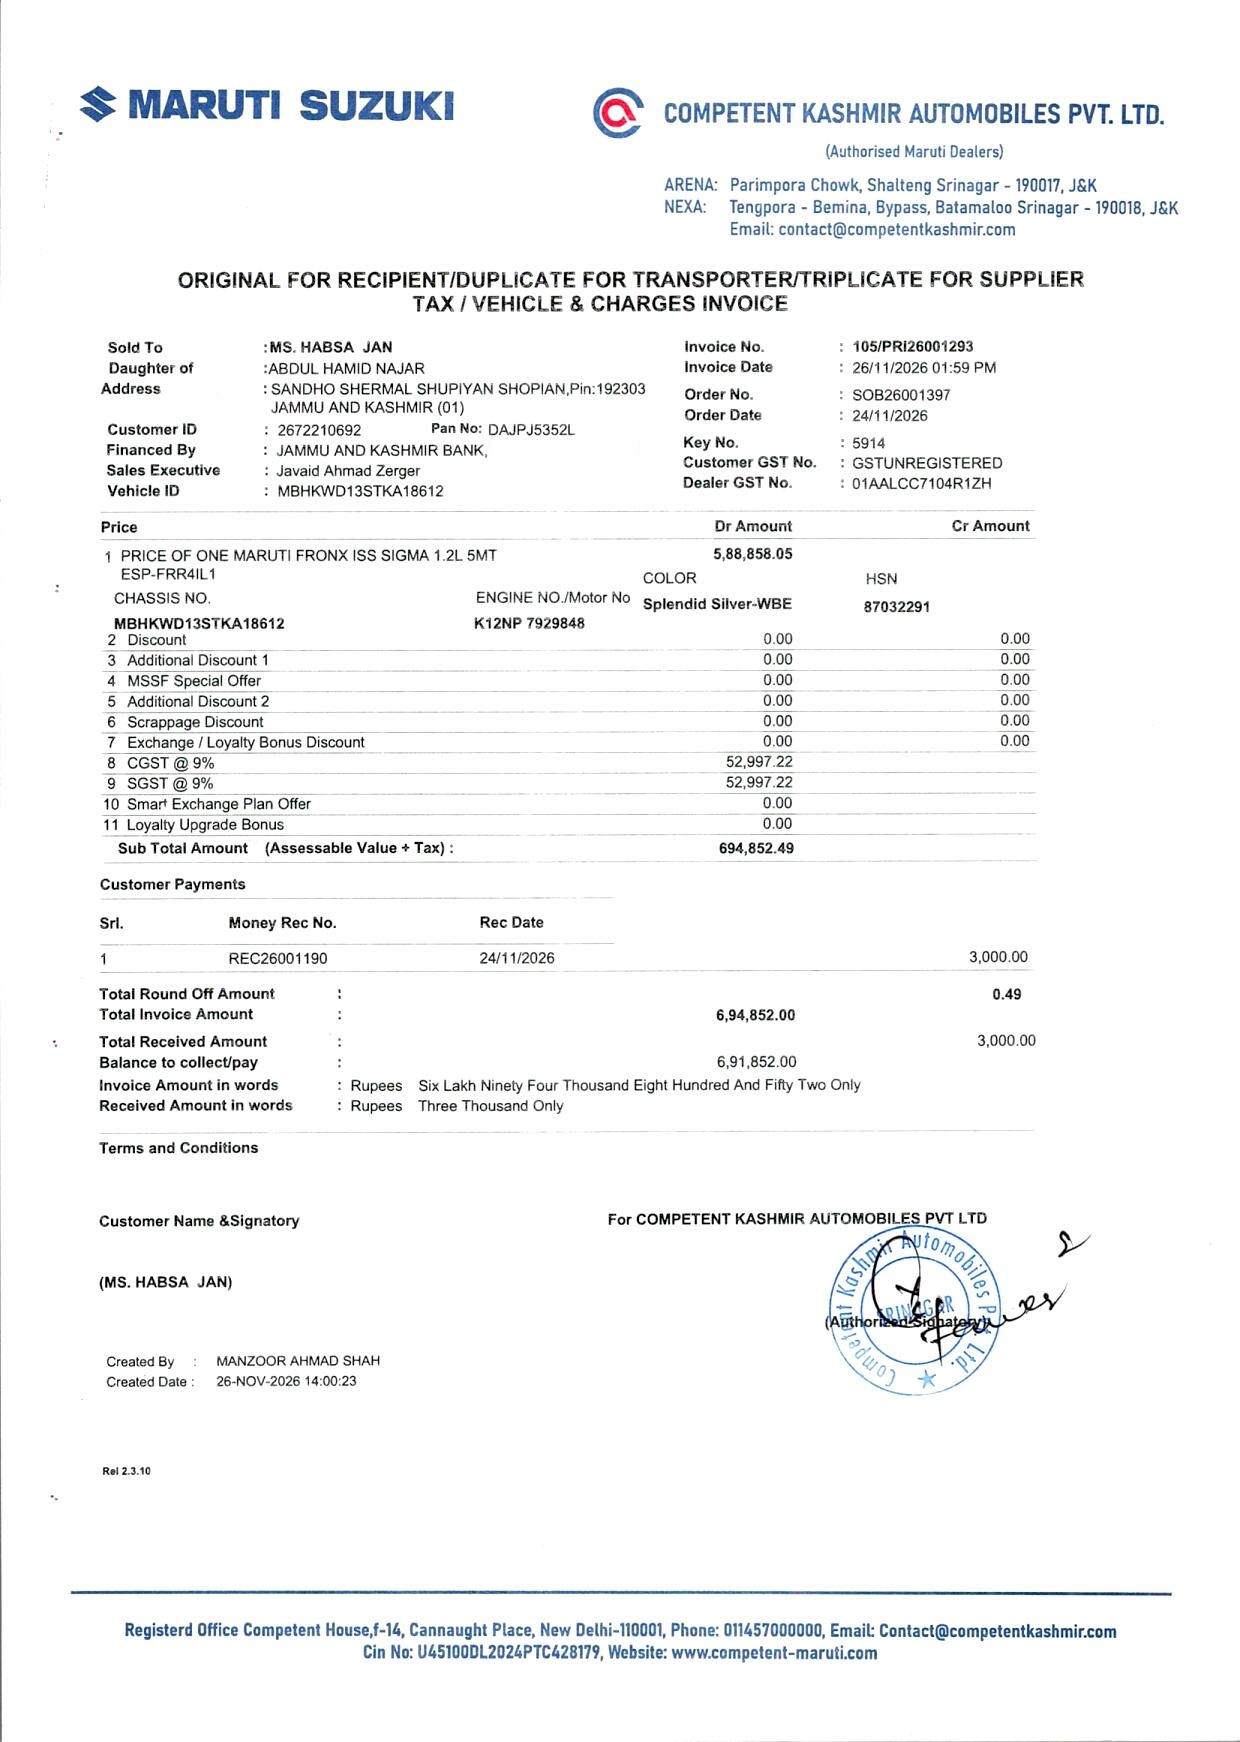 MARUTI SUZUKI
COMPETENT KASHMIR AUTOMOBILES PVT. LTD.
(Authorised Maruti Dealers)
ARENA: Parimpora Chowk, Shalteng Srinagar - 190017, J&K
NEXA: Tengpora - Bemina, Bypass, Batamaloo Srinagar - 190018, J&K
Email: contact@competentkashmir.com
ORIGINAL FOR RECIPIENT/DUPLICATE FOR TRANSPORTER/TRIPLICATE FOR SUPPLIER
TAX / VEHICLE & CHARGES INVOICE
Sold To :MS. HABSA JAN Invoice No. : 105/PRI26001293
Daughter of :ABDUL HAMID NAJAR Invoice Date : 26/11/2026 01:59 PM
Address : SANDHO SHERMAL SHUPIYAN SHOPIAN,Pin:192303 Order No. : SOB26001397
JAMMU AND KASHMIR (01) Order Date : 24/11/2026
Customer ID : 2672210692 Pan No: DAJPJ5352L Key No. : 5914
Financed By : JAMMU AND KASHMIR BANK, Customer GST No. : GSTUNREGISTERED
Sales Executive : Javaid Ahmad Zerger Dealer GST No. : 01AALCC7104R1ZH
Vehicle ID : MBHKWD13STKA18612
Price Dr Amount Cr Amount
1 PRICE OF ONE MARUTI FRONX ISS SIGMA 1.2L 5MT 5,88,858.05
ESP-FRR4IL1 COLOR HSN
CHASSIS NO. ENGINE NO./Motor No Splendid Silver-WBE 87032291
MBHKWD13STKA18612 K12NP 7929848
2 Discount 0.00 0.00
3 Additional Discount 1 0.00 0.00
4 MSSF Special Offer 0.00 0.00
5 Additional Discount 2 0.00 0.00
6 Scrappage Discount 0.00 0.00
7 Exchange / Loyalty Bonus Discount 0.00 0.00
8 CGST @ 9% 52,997.22
9 SGST @ 9% 52,997.22
10 Smart Exchange Plan Offer 0.00
11 Loyalty Upgrade Bonus 0.00
Sub Total Amount (Assessable Value + Tax) : 694,852.49
Customer Payments
Srl. Money Rec No. Rec Date
1 REC26001190 24/11/2026 3,000.00
Total Round Off Amount : 0.49
Total Invoice Amount : 6,94,852.00
Total Received Amount : 3,000.00
Balance to collect/pay : 6,91,852.00
Invoice Amount in words : Rupees Six Lakh Ninety Four Thousand Eight Hundred And Fifty Two Only
Received Amount in words : Rupees Three Thousand Only
Terms and Conditions
Customer Name &Signatory For COMPETENT KASHMIR AUTOMOBILES PVT LTD
Competent Kashmir Automobiles Pvt. Ltd.
SRINAGAR
(MS. HABSA JAN)
(Authorized Signatory)
Created By : MANZOOR AHMAD SHAH
Created Date : 26-NOV-2026 14:00:23
Rel 2.3.10
Registerd Office Competent House,f-14, Cannaught Place, New Delhi-110001, Phone: 011457000000, Email: Contact@competentkashmir.com
Cin No: U45100DL2024PTC428179, Website: www.competent-maruti.com